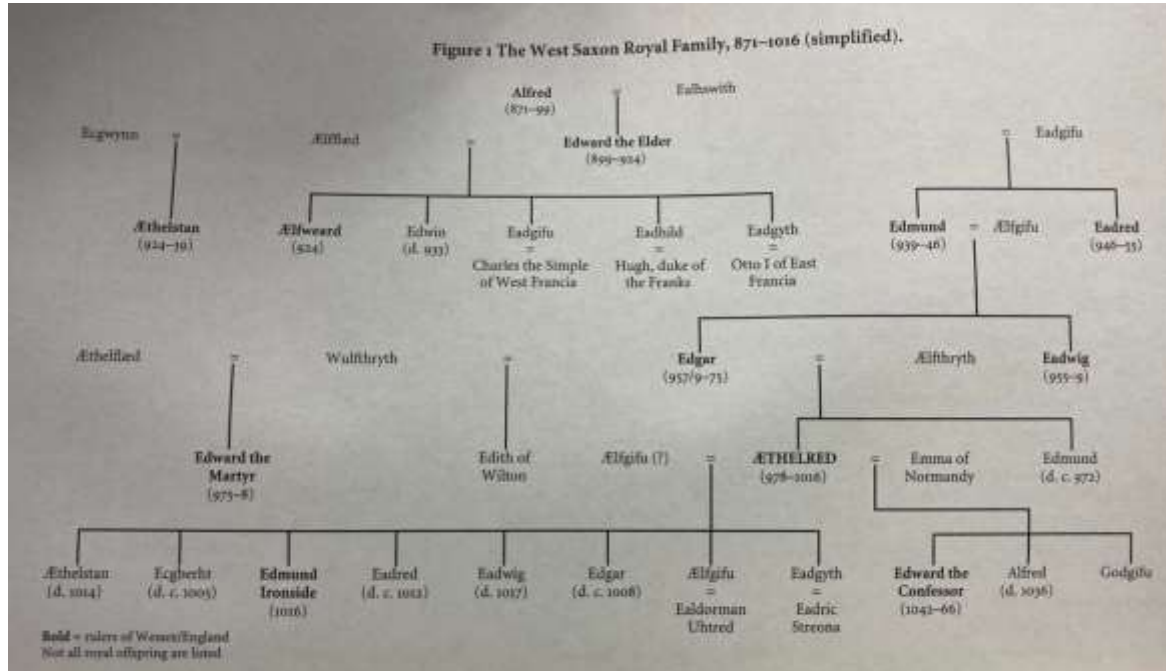 Figure 1 The West Saxon Royal Family, 871–1016 (simplified).
Alfred = Ealhswith
(871–99)
Ecgwynn = Ælfflæd = Edward the Elder = Eadgifu
(899–924)
Æthelstan Ælfweard Edwin Eadgifu Eadhild Eadgyth Edmund = Ælfgifu Eadred
(924–39) (924) (d. 933) = = = (939–46) (946–55)
Charles the Simple Hugh, duke of Otto I of East
of West Francia the Franks Francia
Æthelflæd = Wulfthryth = Edgar = Ælfthryth Eadwig
(957/9–75) (955–9)
Edward the Edith of Ælfgifu (?) = ÆTHELRED = Emma of Edmund
Martyr Wilton (978–1016) Normandy (d. c. 972)
(975–8)
Æthelstan Ecgberht Edmund Eadred Eadwig Edgar Ælfgifu Eadgyth Edward the Alfred Godgifu
(d. 1014) (d. c. 1005) Ironside (d. c. 1012) (d. 1017) (d. c. 1008) = = Confessor (d. 1036)
(1016) Ealdorman Eadric (1042–66)
Uhtred Streona
Bold = rulers of Wessex/England
Not all royal offspring are listed